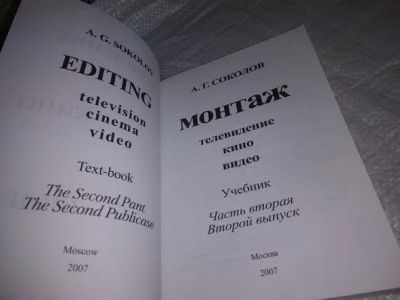 A. G. SOKOLOV
EDITING
television
cinema
video
Text-book
The Second Pant
The Second Publicase
Moscow
2007
А. Г. СОКОЛОВ
МОНТАЖ
телевидение
кино
видео
Учебник
Часть вторая
Второй выпуск
Москва
2007